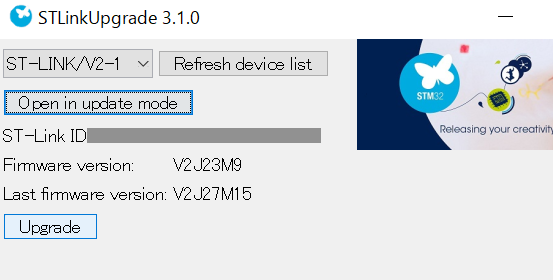 STLinkUpgrade 3.1.0
ST-LINK/V2-1 Refresh device list
Open in update mode
STM32
Releasing your creativity
ST-Link ID
Firmware version: V2J23M9
Last firmware version: V2J27M15
Upgrade